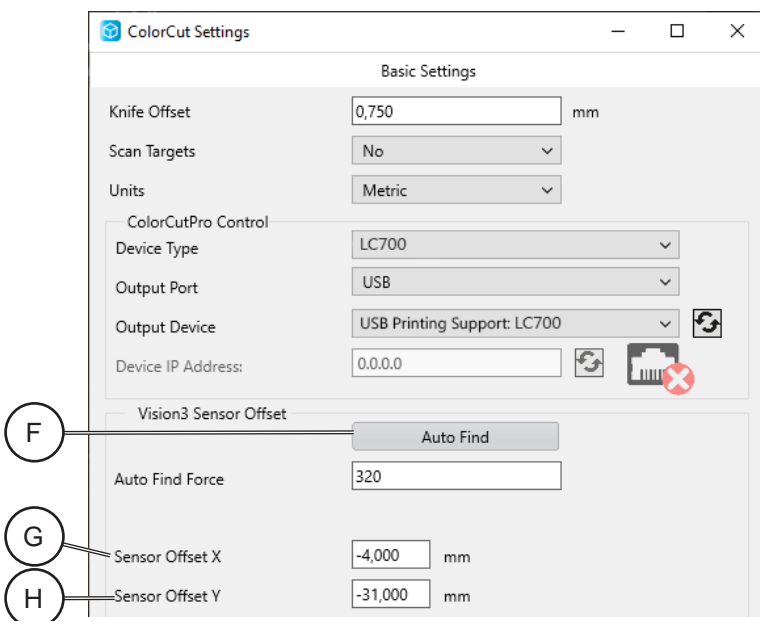 ColorCut Settings
Basic Settings
Knife Offset 0,750 mm
Scan Targets No
Units Metric
ColorCutPro Control
Device Type LC700
Output Port USB
Output Device USB Printing Support: LC700
Device IP Address: 0.0.0.0
Vision3 Sensor Offset
F Auto Find
Auto Find Force 320
G Sensor Offset X -4,000 mm
H Sensor Offset Y -31,000 mm